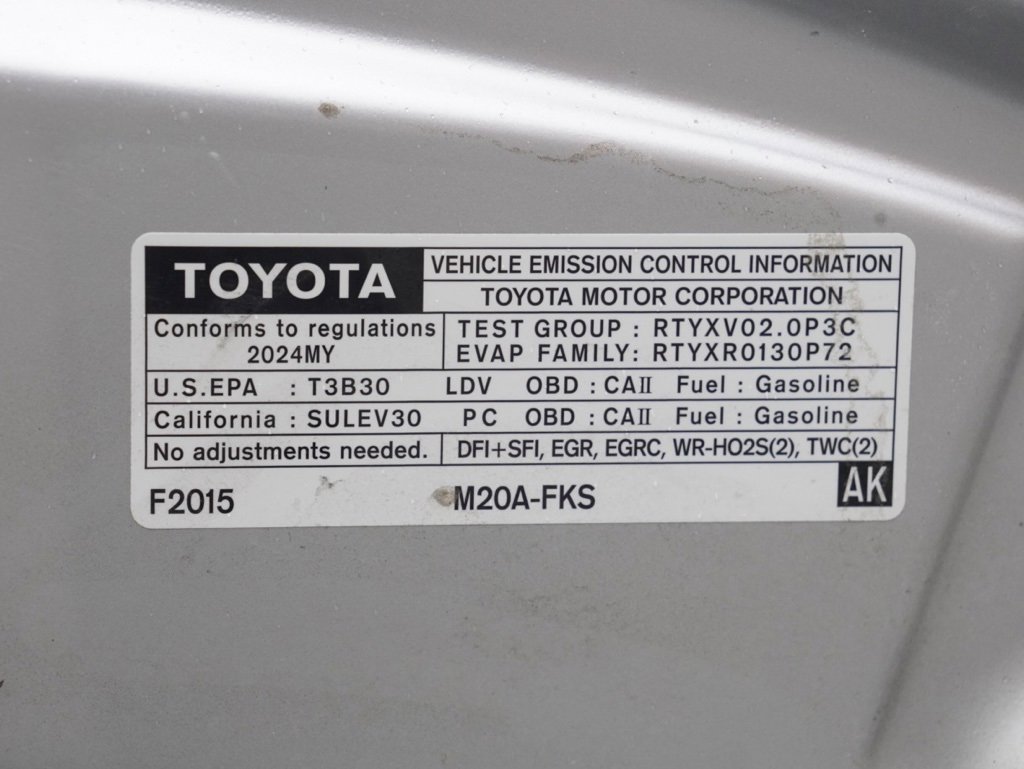 TOYOTA
VEHICLE EMISSION CONTROL INFORMATION
TOYOTA MOTOR CORPORATION
Conforms to regulations
2024MY
TEST GROUP : RTYXV02.0P3C
EVAP FAMILY: RTYXR0130P72
U.S.EPA : T3B30 LDV OBD : CAII Fuel : Gasoline
California : SULEV30 PC OBD : CAII Fuel : Gasoline
No adjustments needed. DFI+SFI, EGR, EGRC, WR-HO2S(2), TWC(2)
F2015 M20A-FKS AK